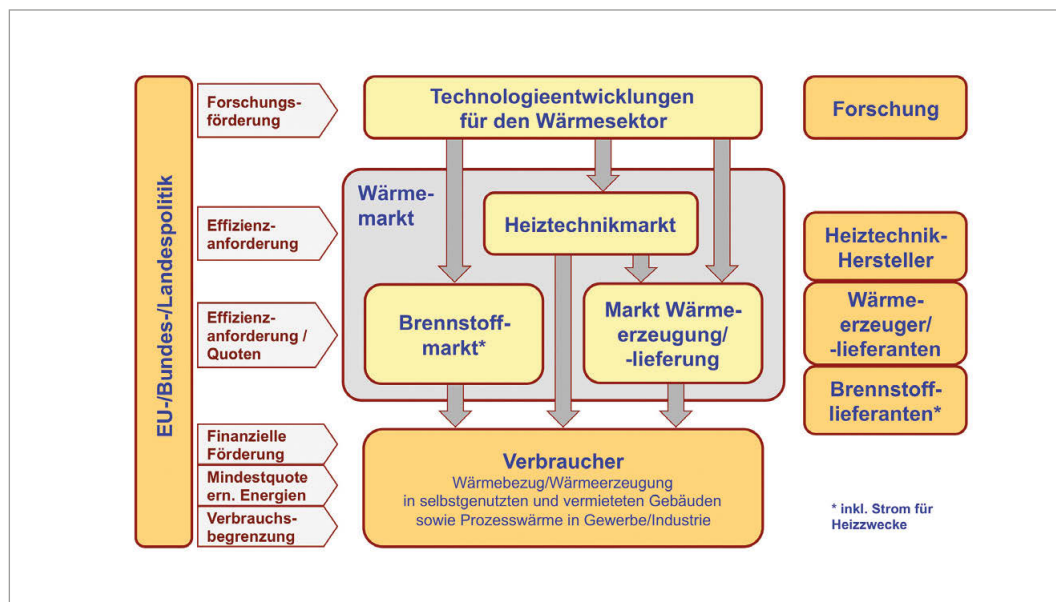 EU-/Bundes-/Landespolitik
Forschungs-
förderung
Effizienz-
anforderung
Effizienz-
anforderung /
Quoten
Finanzielle
Förderung
Mindestquote
ern. Energien
Verbrauchs-
begrenzung
Technologieentwicklungen
für den Wärmesektor
Wärme-
markt
Heiztechnikmarkt
Brennstoff-
markt*
Markt Wärme-
erzeugung/
-lieferung
Verbraucher
Wärmebezug/Wärmeerzeugung
in selbstgenutzten und vermieteten Gebäuden
sowie Prozesswärme in Gewerbe/Industrie
Forschung
Heiztechnik-
Hersteller
Wärme-
erzeuger/
-lieferanten
Brennstoff-
lieferanten*
* inkl. Strom für
Heizzwecke